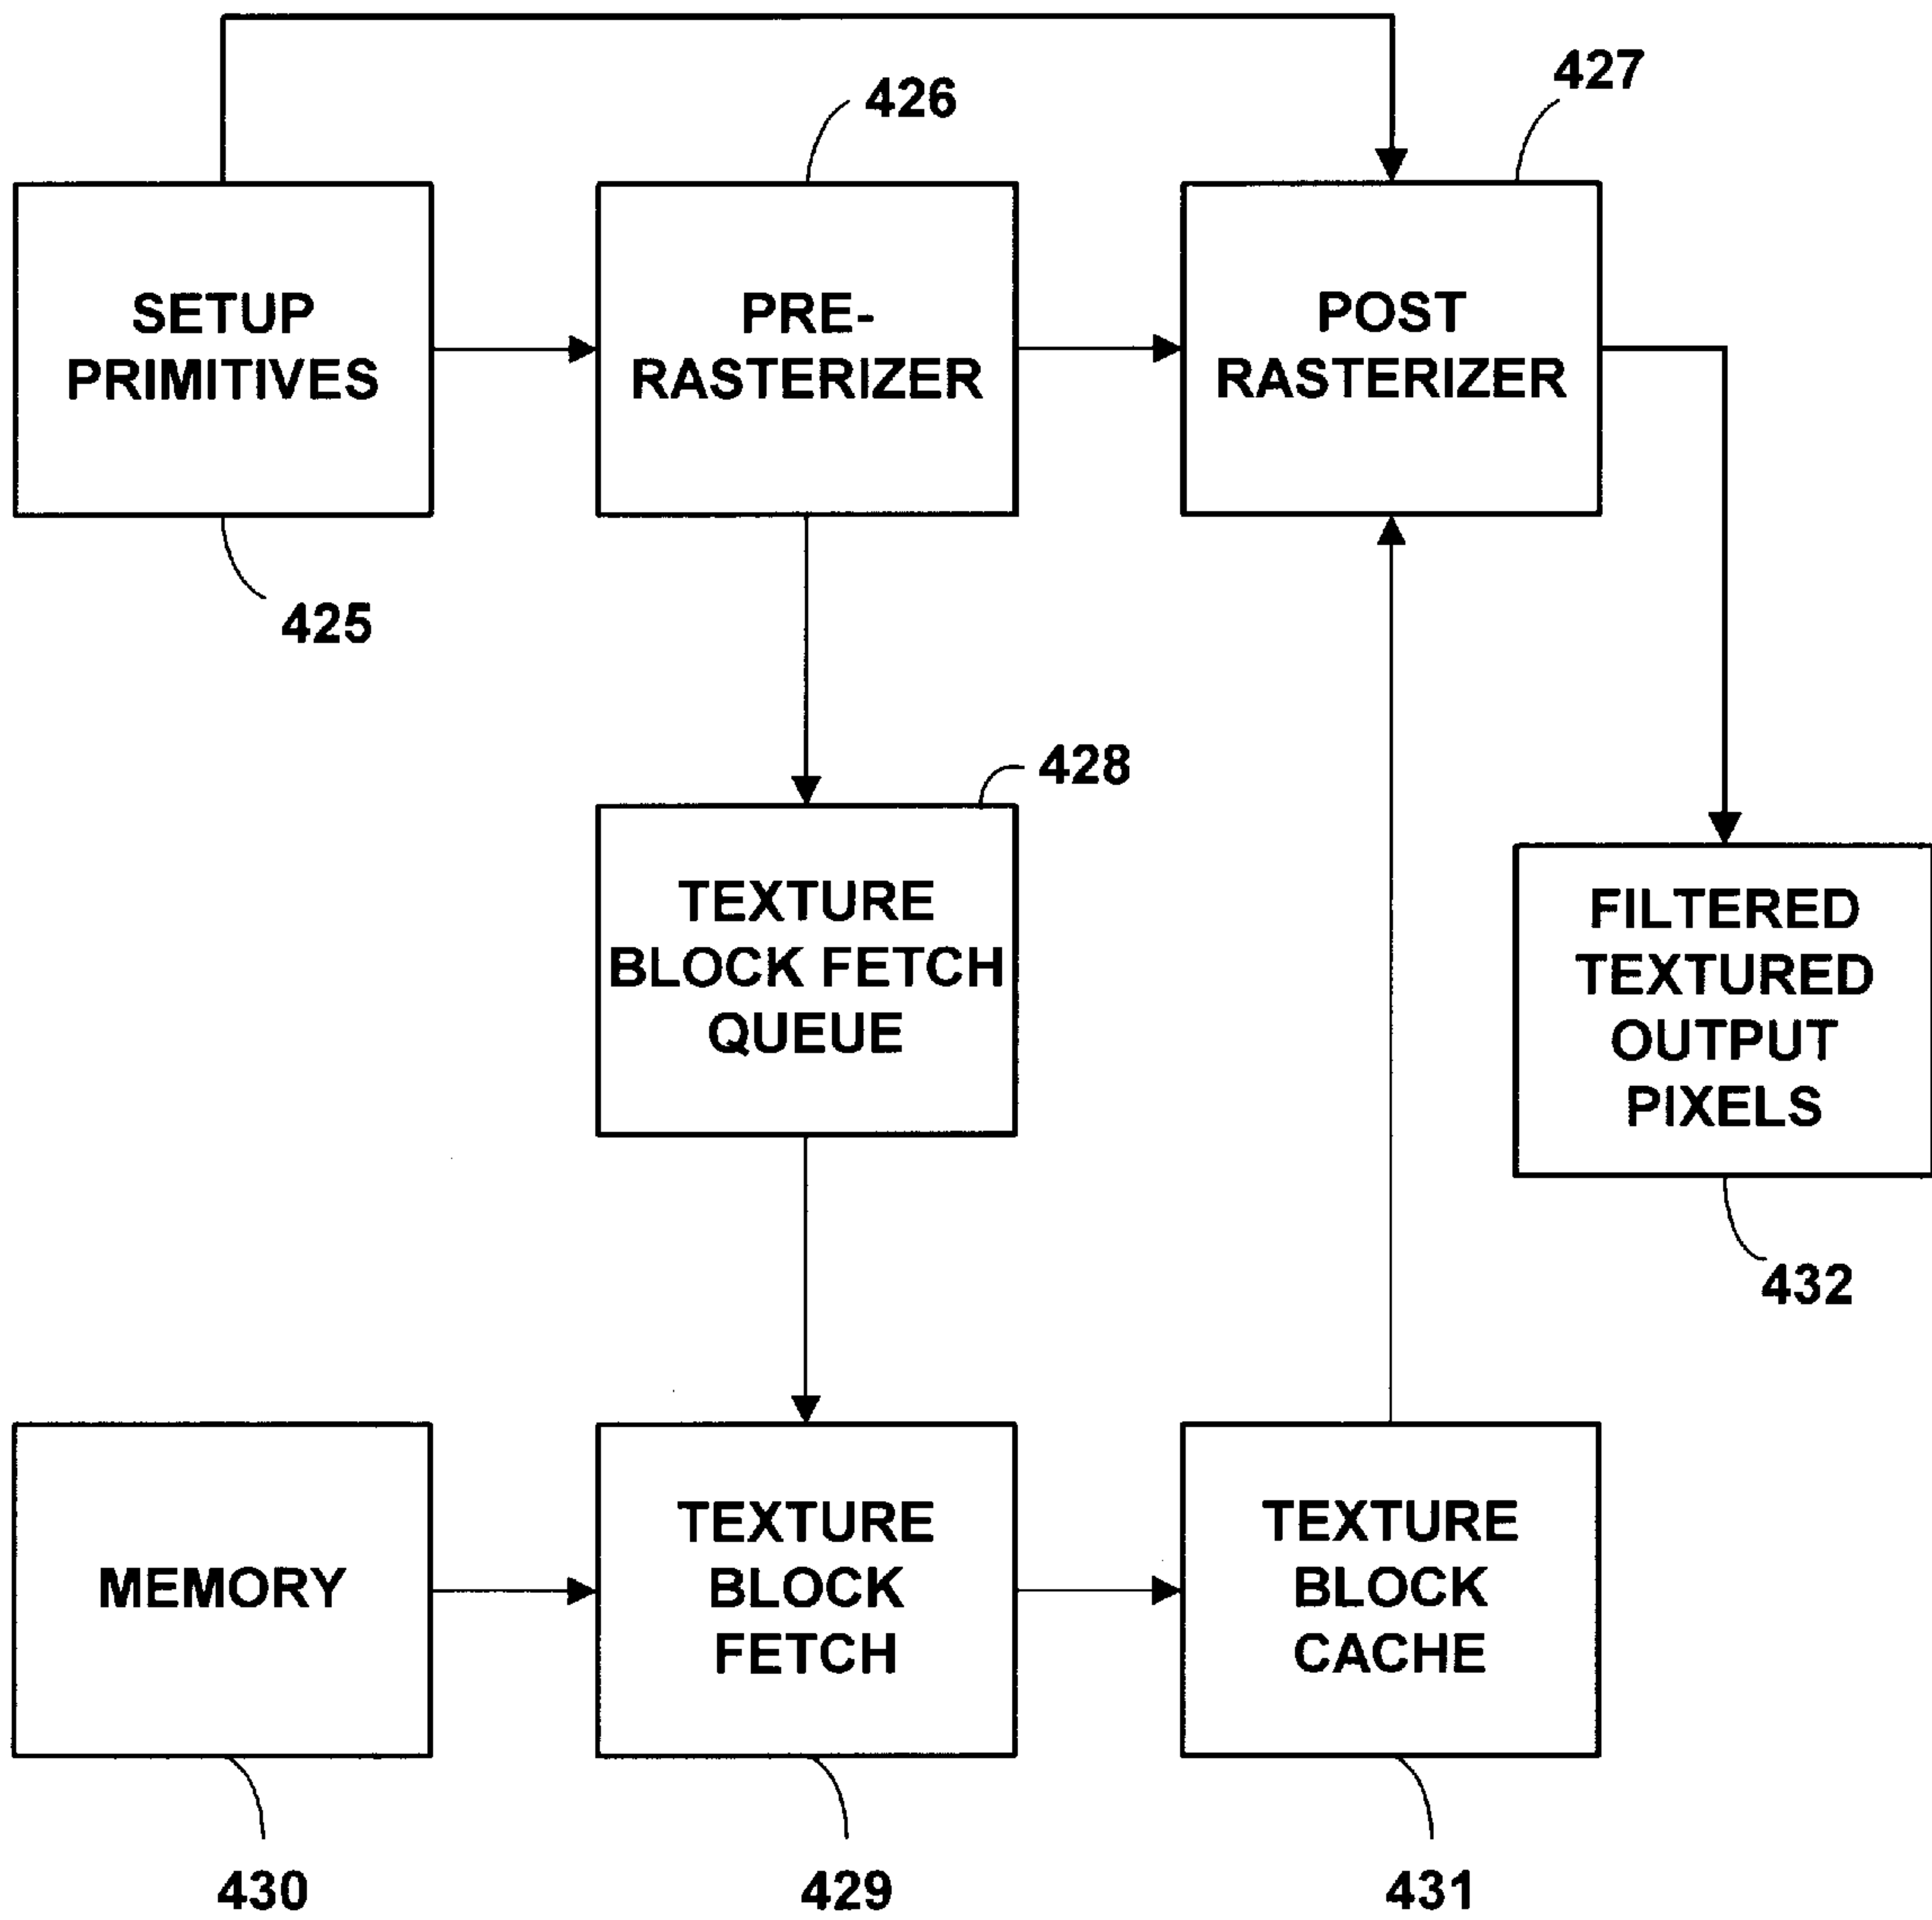 427
426
SETUP
PRIMITIVES
PRE-
RASTERIZER
POST
RASTERIZER
425
428
TEXTURE
BLOCK FETCH
QUEUE
FILTERED
TEXTURED
OUTPUT
PIXELS
432
MEMORY
TEXTURE
BLOCK
FETCH
TEXTURE
BLOCK
CACHE
430
429
431